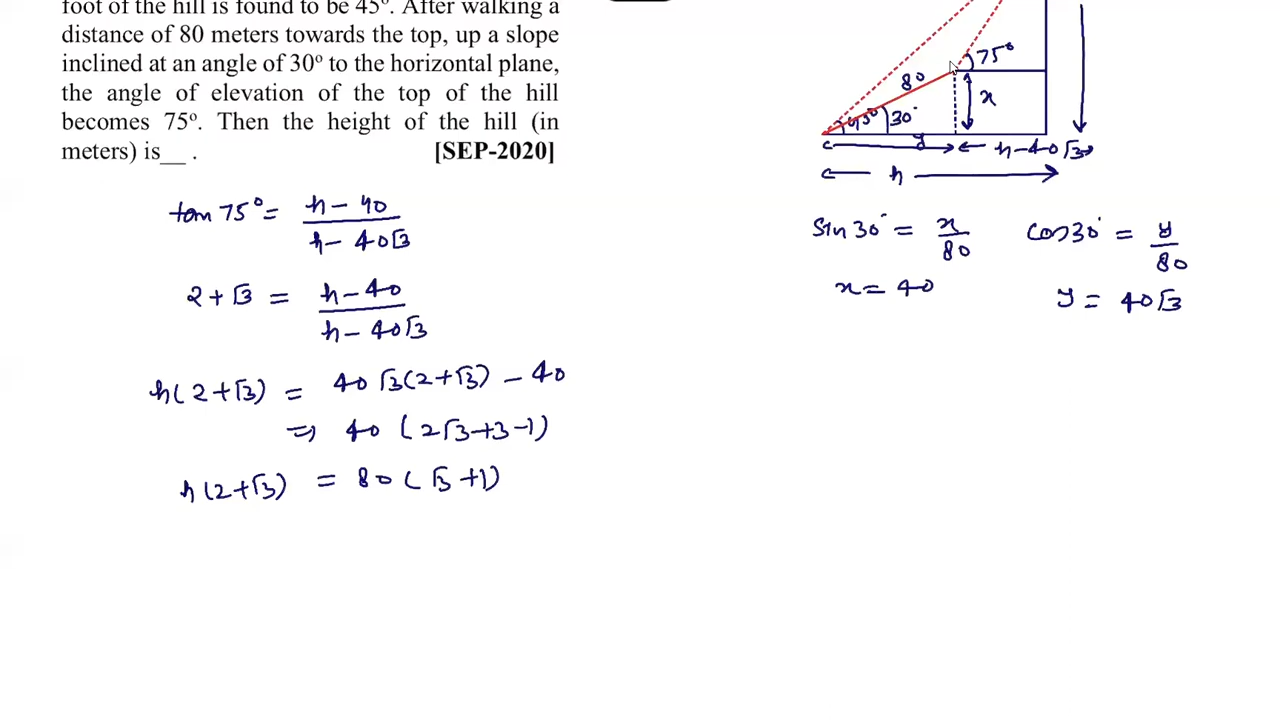 foot of the hill is found to be 45°. After walking a
distance of 80 meters towards the top, up a slope
inclined at an angle of 30° to the horizontal plane,
the angle of elevation of the top of the hill
becomes 75°. Then the height of the hill (in
meters) is__ . [SEP-2020]
75°
80
x
45° 30°
y h-40√3
h
tan 75° = h - 40 / h - 40√3
2 + √3 = h - 40 / h - 40√3
h(2+√3) = 40√3(2+√3) - 40
⇒ 40 (2√3+3-1)
h(2+√3) = 80(√3+1)
sin 30° = x / 80 cos 30° = y / 80
x = 40 y = 40√3